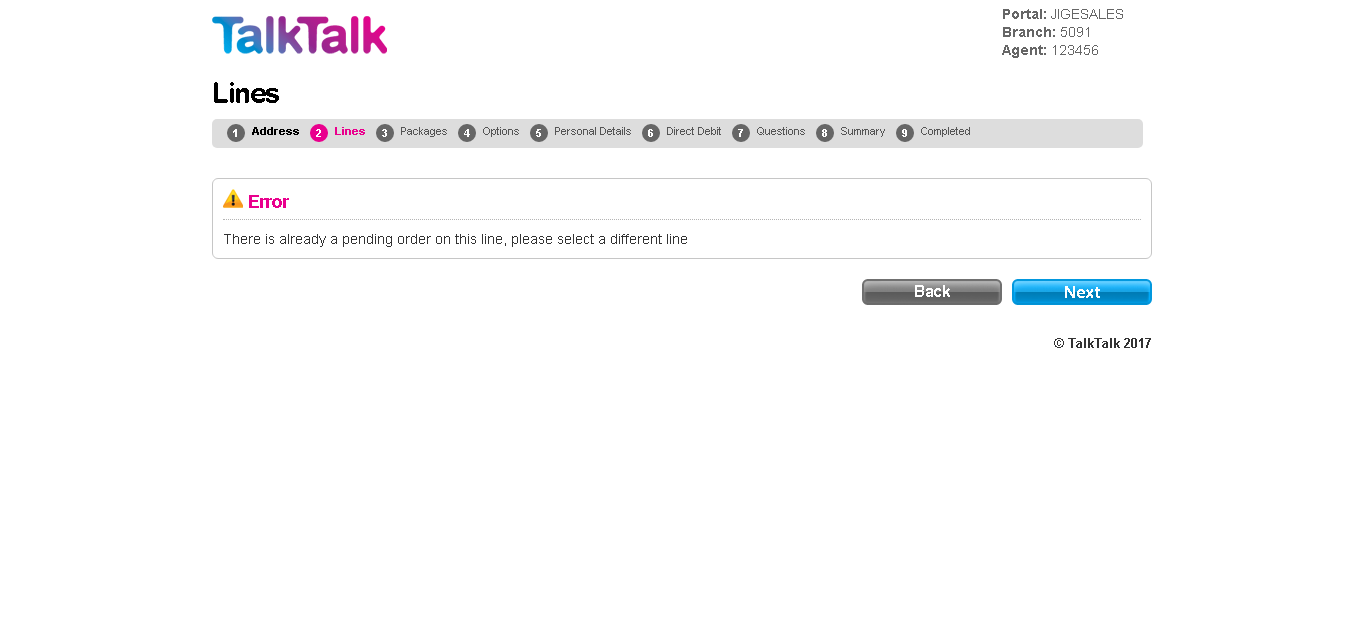 TalkTalk
Portal: JIGESALES
Branch: 5091
Agent: 123456
Lines
1 Address 2 Lines 3 Packages 4 Options 5 Personal Details 6 Direct Debit 7 Questions 8 Summary 9 Completed
Error
There is already a pending order on this line, please select a different line
Back Next
© TalkTalk 2017